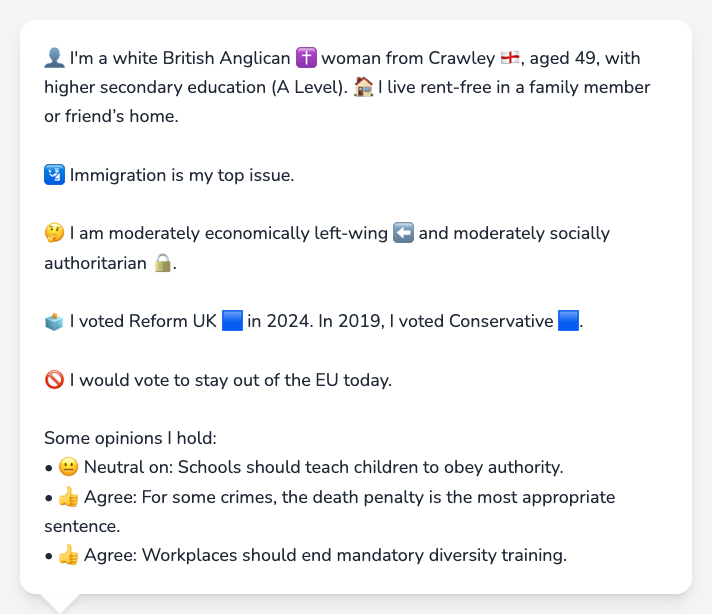 👤 I'm a white British Anglican ✝️ woman from Crawley 🏴󠁧󠁢󠁥󠁮󠁧󠁿, aged 49, with
higher secondary education (A Level). 🏠 I live rent-free in a family member
or friend’s home.
🛂 Immigration is my top issue.
🤔 I am moderately economically left-wing ⬅️ and moderately socially
authoritarian 🔒.
🗳️ I voted Reform UK 🟦 in 2024. In 2019, I voted Conservative 🟦.
🚫 I would vote to stay out of the EU today.
Some opinions I hold:
• 😐 Neutral on: Schools should teach children to obey authority.
• 👍 Agree: For some crimes, the death penalty is the most appropriate
sentence.
• 👍 Agree: Workplaces should end mandatory diversity training.